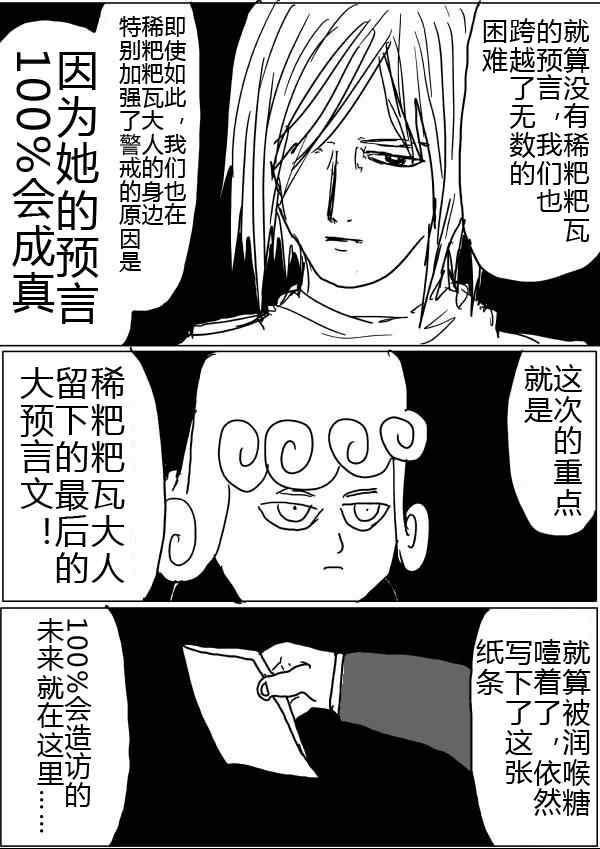 就算没有稀粑粑瓦
的预言，我们也
跨越了无数的
困难
即使如此，我们也在
稀粑粑瓦大人的身边
特别加强了警戒的原因是
因为她的预言
100%会成真
这次的重点
就是
稀粑粑瓦大人
留下的最后的
大预言文！
就算被润喉糖
噎着了，依然
写下了这张
纸条
100%会造访的
未来就在这里……